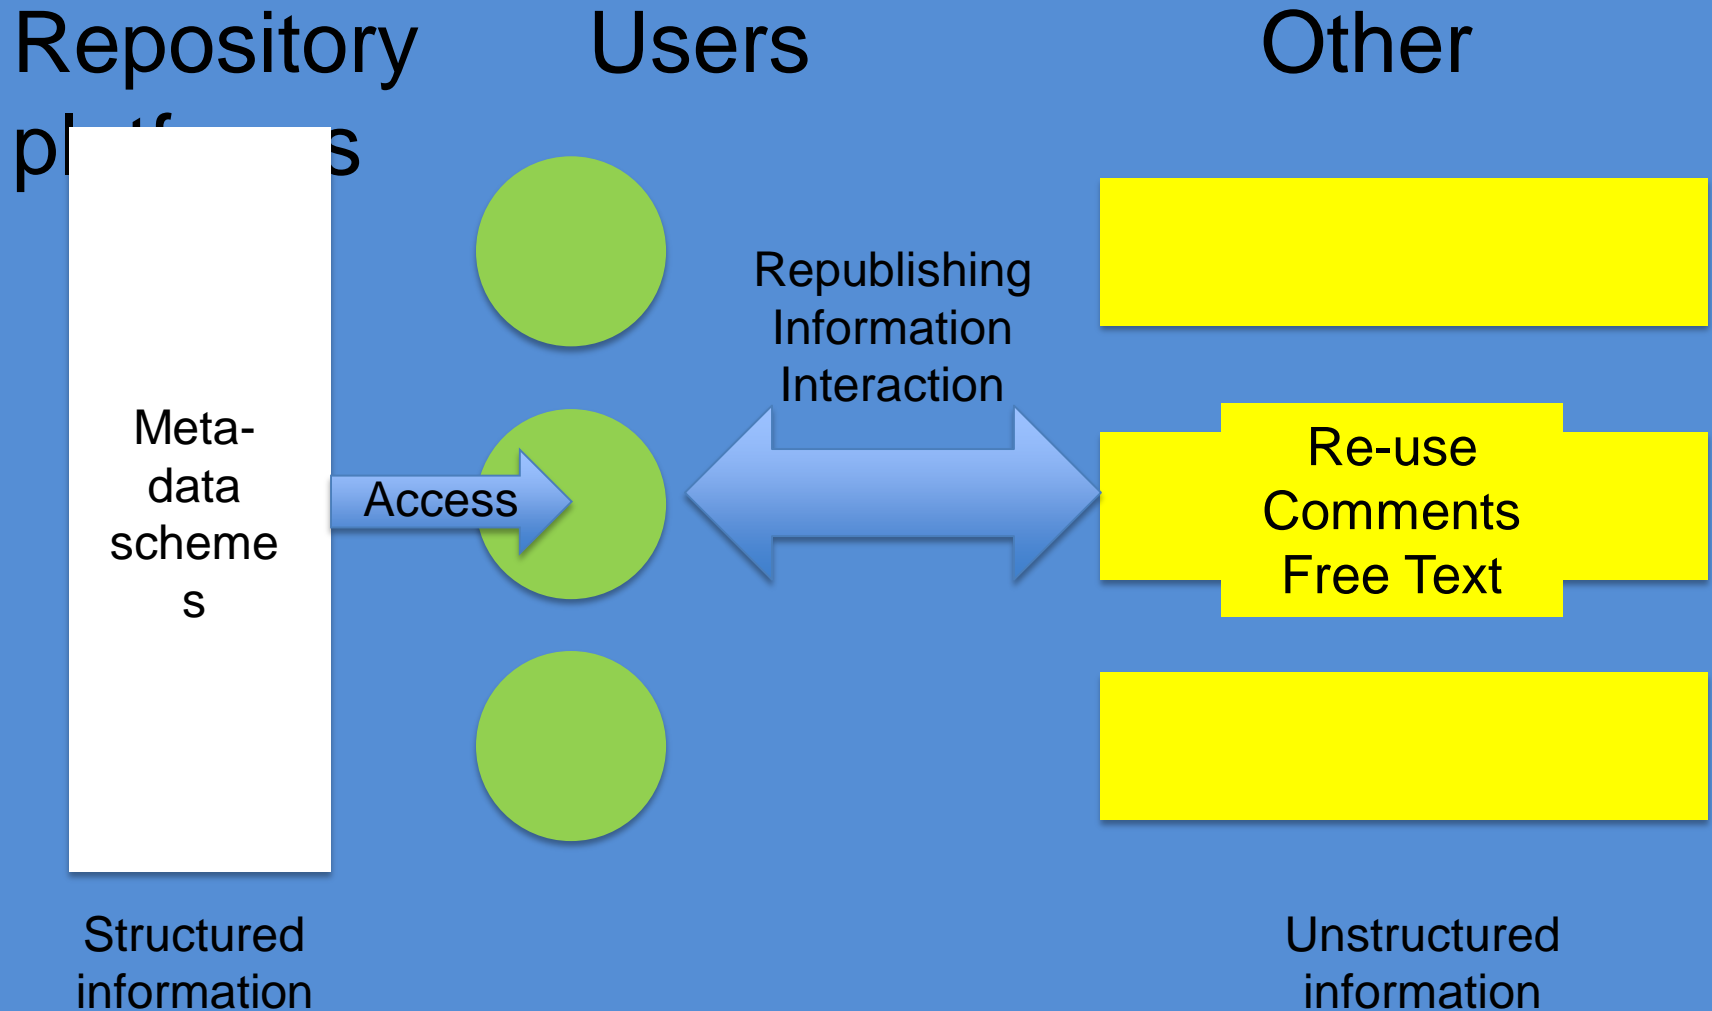 Repository
Users
Other
Republishing
Information
Interaction
Meta-
data
scheme
s
Access
Re-use
Comments
Free Text
Structured
information
Unstructured
information